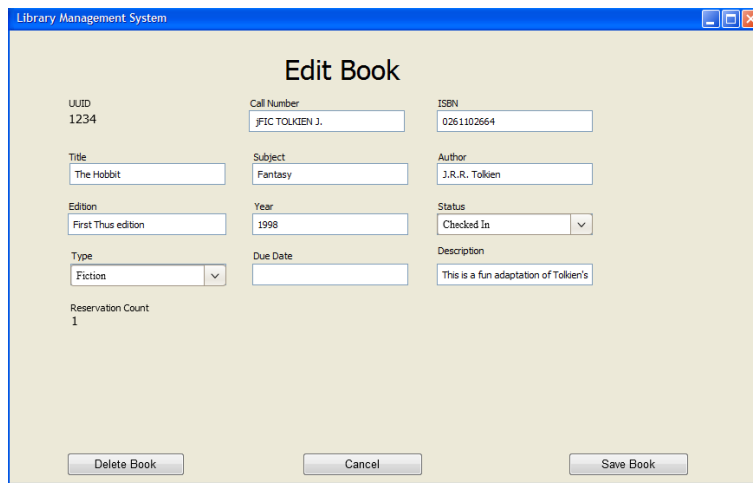 Library Management System
Edit Book
UUID
1234
Call Number
jFIC TOLKIEN J.
ISBN
0261102664
Title
The Hobbit
Subject
Fantasy
Author
J.R.R. Tolkien
Edition
First Thus edition
Year
1998
Status
Checked In
Type
Fiction
Due Date
Description
This is a fun adaptation of Tolkien's
Reservation Count
1
Delete Book
Cancel
Save Book